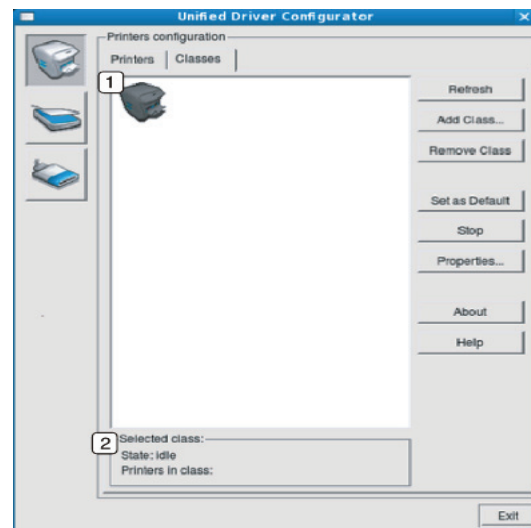 Unified Driver Configurator
Printers configuration
Printers
Classes
1
Refresh
Add Class...
Remove Class
Set as Default
Stop
Properties...
About
Help
2
Selected class:
State: idle
Printers in class:
Exit